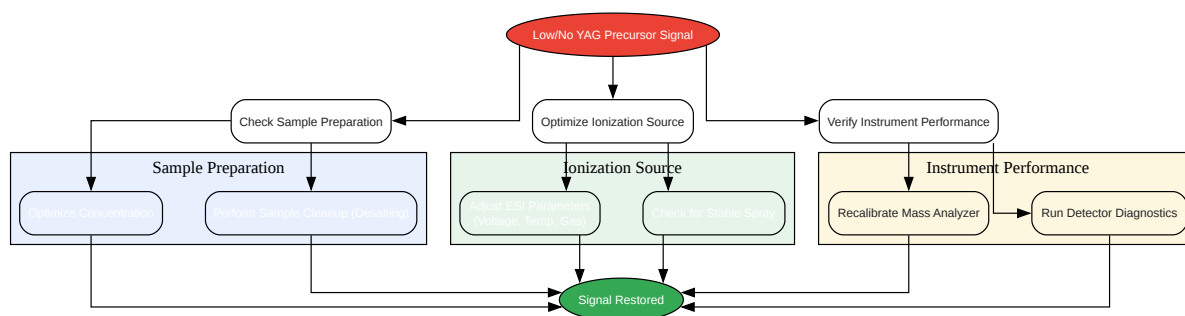 Low/No YAG Precursor Signal
Check Sample Preparation
Optimize Ionization Source
Verify Instrument Performance
Sample Preparation
Ionization Source
Instrument Performance
Optimize Concentration
Perform Sample Cleanup (Desalting)
Adjust ESI Parameters
(Voltage, Temp, Gas)
Check for Stable Spray
Recalibrate Mass Analyzer
Run Detector Diagnostics
Signal Restored